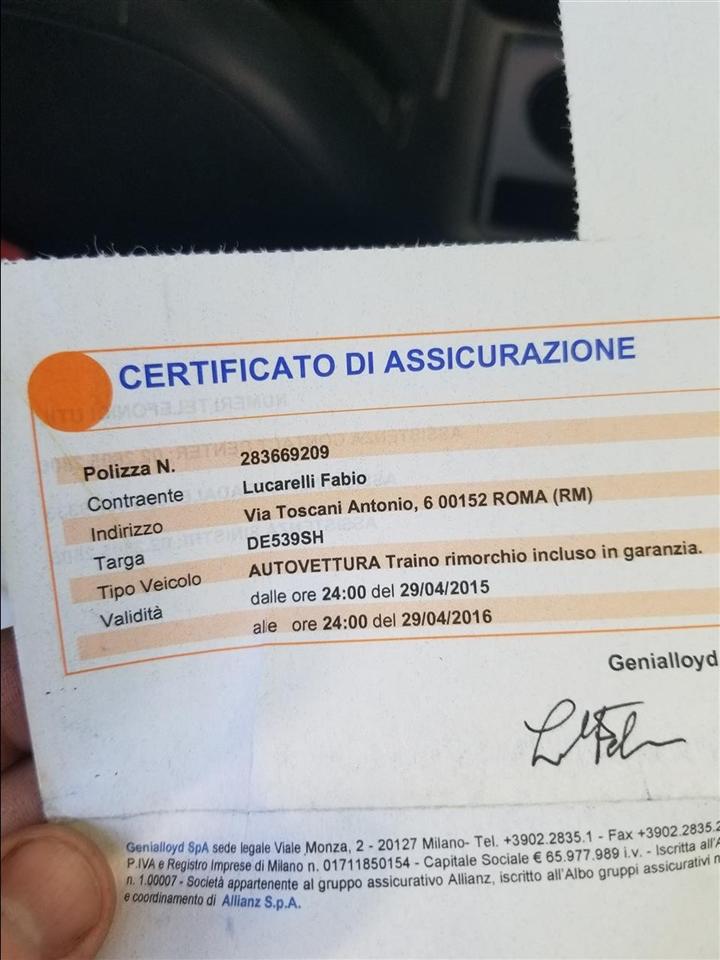 CERTIFICATO DI ASSICURAZIONE
Polizza N. 283669209
Contraente Lucarelli Fabio
Indirizzo Via Toscani Antonio, 6 00152 ROMA (RM)
Targa DE539SH
Tipo Veicolo AUTOVETTURA Traino rimorchio incluso in garanzia.
Validità dalle ore 24:00 del 29/04/2015
alle ore 24:00 del 29/04/2016
Genialloyd
Genialloyd SpA sede legale Viale Monza, 2 - 20127 Milano- Tel. +3902.2835.1 - Fax +3902.2835.2
P.IVA e Registro Imprese di Milano n. 01711850154 - Capitale Sociale € 65.977.989 i.v. - Iscritta all'A
n. 1.00007 - Società appartenente al gruppo assicurativo Allianz, iscritto all'Albo gruppi assicurativi n
e coordinamento di Allianz S.p.A.